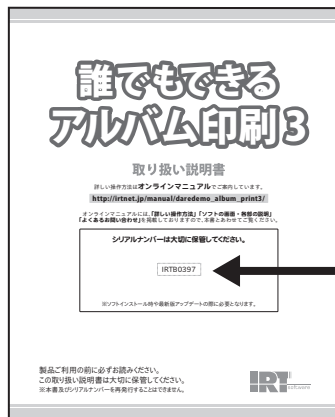 誰でもできる
アルバム印刷3
取り扱い説明書
詳しい操作方法はオンラインマニュアルでご案内しています。
http://irtnet.jp/manual/daredemo_album_print3/
オンラインマニュアルには、「詳しい操作方法」「ソフトの画面・各部の説明」
「よくあるお問い合わせ」を掲載しておりますので、本書とあわせてご覧ください。
シリアルナンバーは大切に保管してください。
IRTB0397
※ソフトインストール時や最新版アップデートの際に必要となります。
製品ご利用の前に必ずお読みください。
この取り扱い説明書は大切に保管してください。
※本書及びシリアルナンバーを再発行することはできません。
IRT software